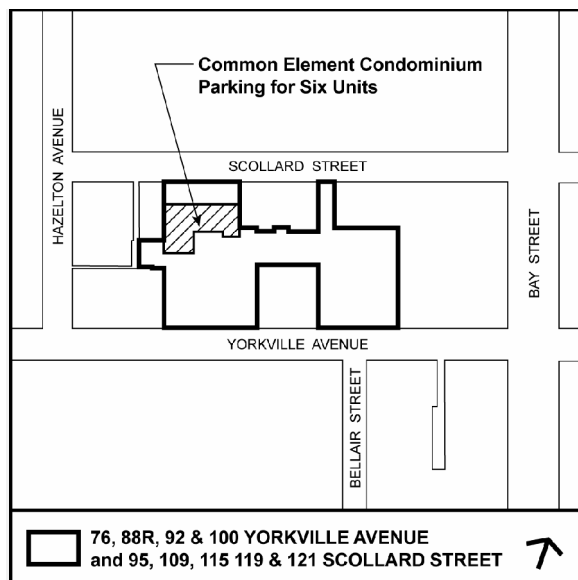 Common Element Condominium
Parking for Six Units
SCOLLARD STREET
HAZELTON AVENUE
BAY STREET
YORKVILLE AVENUE
BELLAIR STREET
76, 88R, 92 & 100 YORKVILLE AVENUE
and 95, 109, 115 119 & 121 SCOLLARD STREET